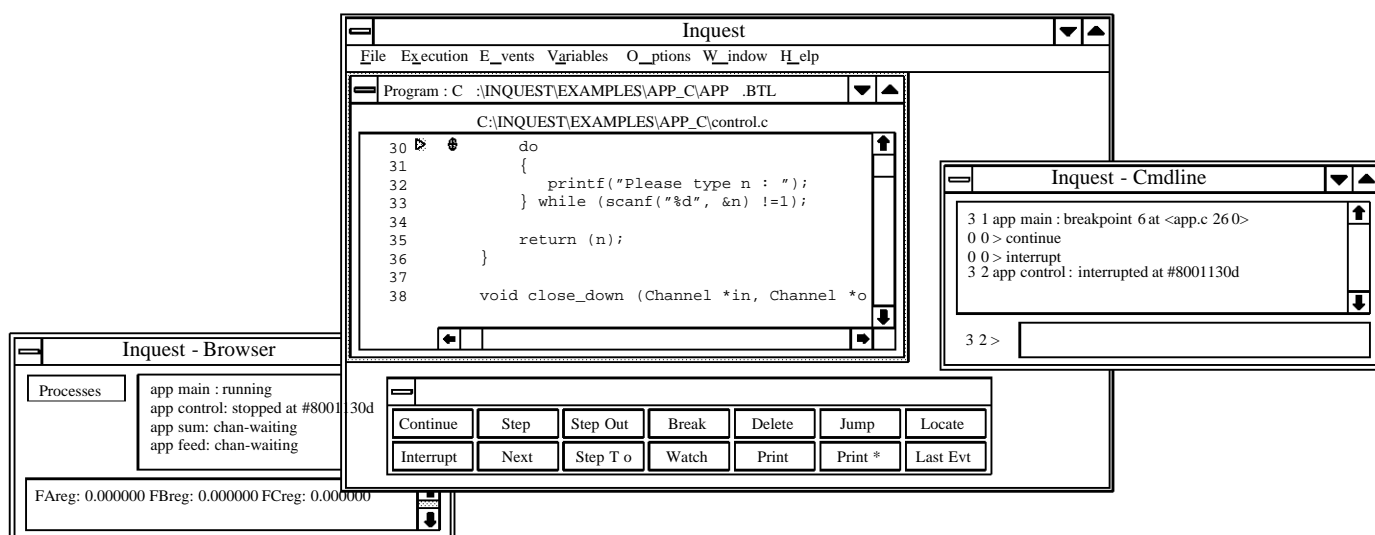 Inquest
File Execution E_vents Variables O_ptions W_indow H_elp
Program : C :\INQUEST\EXAMPLES\APP_C\APP .BTL
C:\INQUEST\EXAMPLES\APP_C\control.c
30 do
31 {
32 printf("Please type n : ");
33 } while (scanf("%d", &n) !=1);
34
35 return (n);
36 }
37
38 void close_down (Channel *in, Channel *o
Inquest - Cmdline
3 1 app main : breakpoint 6 at <app.c 26 0>
0 0 > continue
0 0 > interrupt
3 2 app control : interrupted at #8001130d
3 2 >
Inquest - Browser
Processes
app main : running
app control: stopped at #8001130d
app sum: chan-waiting
app feed: chan-waiting
FAreg: 0.000000 FBreg: 0.000000 FCreg: 0.000000
Continue Step Step Out Break Delete Jump Locate
Interrupt Next Step T o Watch Print Print * Last Evt